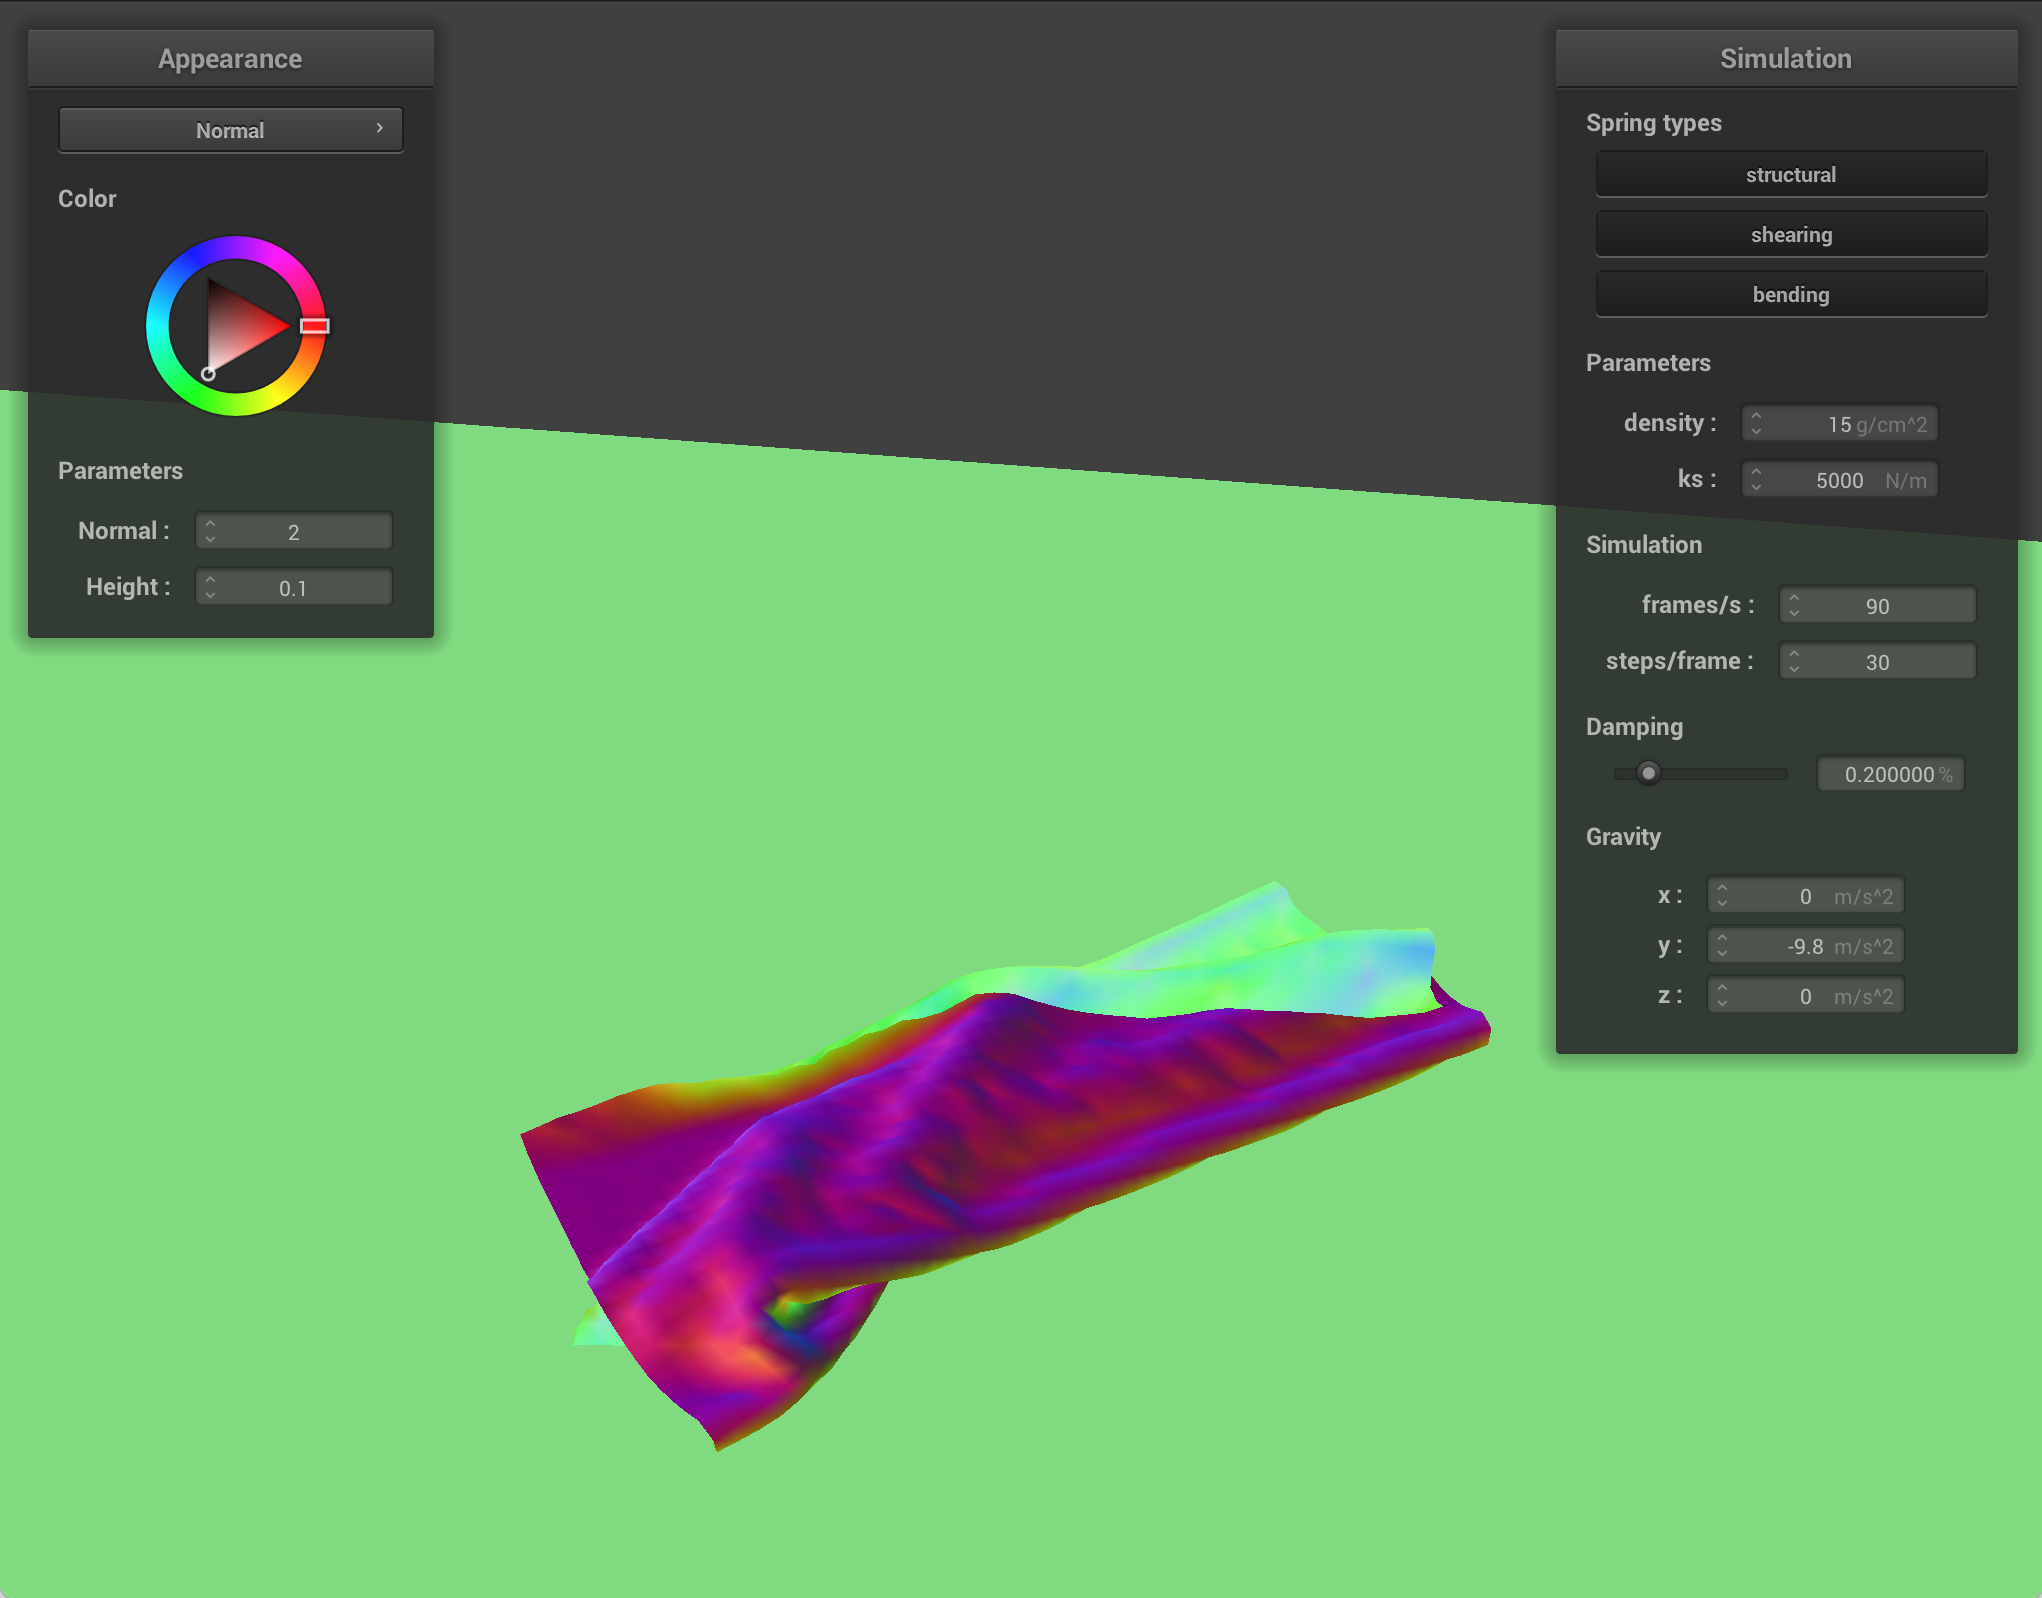 Appearance
Normal
Color
Parameters
Normal : 2
Height : 0.1
Simulation
Spring types
structural
shearing
bending
Parameters
density : 15 g/cm^2
ks : 5000 N/m
Simulation
frames/s : 90
steps/frame : 30
Damping
0.200000 %
Gravity
x : 0 m/s^2
y : -9.8 m/s^2
z : 0 m/s^2